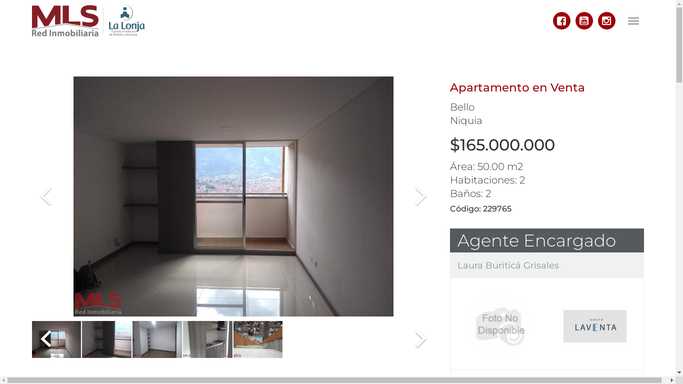 MLS
Red Inmobiliaria
La Lonja
Apartamento en Venta
Bello
Niquia
$165.000.000
Área: 50.00 m2
Habitaciones: 2
Baños: 2
Código: 229765
MLS
Red Inmobiliaria
Agente Encargado
Laura Buriticá Grisales
Foto No
Disponible
LAVENTA